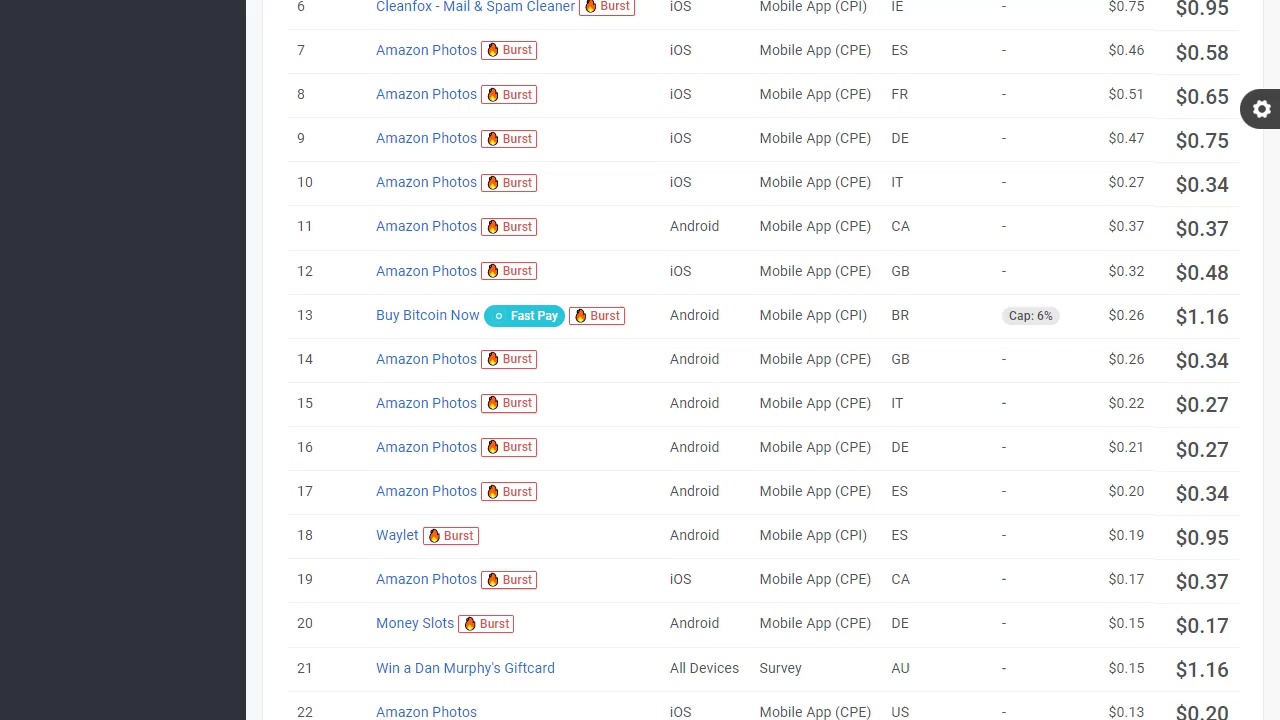 6 Cleanfox - Mail & Spam Cleaner Burst iOS Mobile App (CPI) IE - $0.75 $0.95
7 Amazon Photos Burst iOS Mobile App (CPE) ES - $0.46 $0.58
8 Amazon Photos Burst iOS Mobile App (CPE) FR - $0.51 $0.65
9 Amazon Photos Burst iOS Mobile App (CPE) DE - $0.47 $0.75
10 Amazon Photos Burst iOS Mobile App (CPE) IT - $0.27 $0.34
11 Amazon Photos Burst Android Mobile App (CPE) CA - $0.37 $0.37
12 Amazon Photos Burst iOS Mobile App (CPE) GB - $0.32 $0.48
13 Buy Bitcoin Now Fast Pay Burst Android Mobile App (CPI) BR Cap: 6% $0.26 $1.16
14 Amazon Photos Burst Android Mobile App (CPE) GB - $0.26 $0.34
15 Amazon Photos Burst Android Mobile App (CPE) IT - $0.22 $0.27
16 Amazon Photos Burst Android Mobile App (CPE) DE - $0.21 $0.27
17 Amazon Photos Burst Android Mobile App (CPE) ES - $0.20 $0.34
18 Waylet Burst Android Mobile App (CPI) ES - $0.19 $0.95
19 Amazon Photos Burst iOS Mobile App (CPE) CA - $0.17 $0.37
20 Money Slots Burst Android Mobile App (CPE) DE - $0.15 $0.17
21 Win a Dan Murphy's Giftcard All Devices Survey AU - $0.15 $1.16
22 Amazon Photos iOS Mobile App (CPE) US - $0.13 $0.20